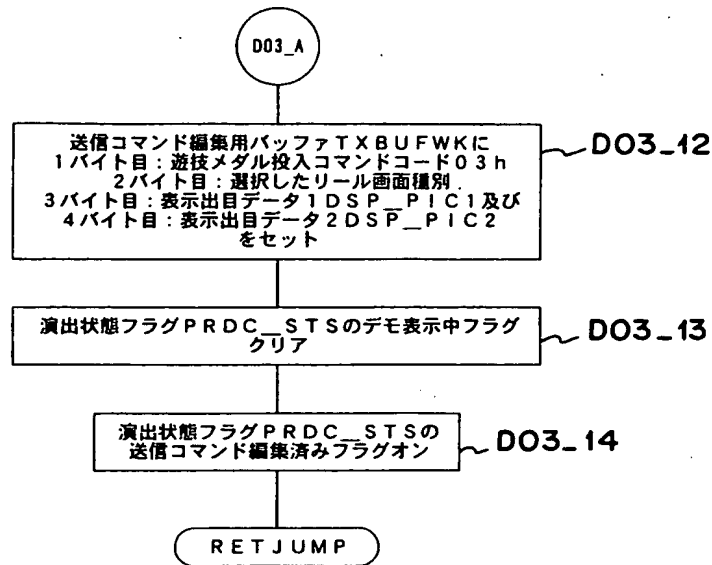 D03_A
送信コマンド編集用バッファTXBUFWKに
1バイト目:遊技メダル投入コマンドコード03h
2バイト目:選択したリール画面種別.
3バイト目:表示出目データ1DSP__PIC1及び
4バイト目:表示出目データ2DSP__PIC2
をセット
D03_12
演出状態フラグPRDC__STSのデモ表示中フラグ
クリア
D03_13
演出状態フラグPRDC__STSの
送信コマンド編集済みフラグオン
D03_14
RETJUMP